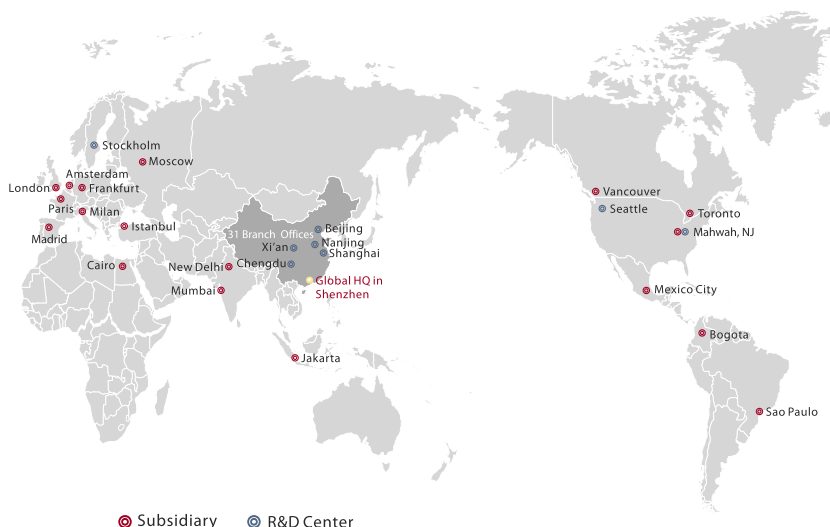 Stockholm
Moscow
Amsterdam
London
Frankfurt
Paris
Milan
Madrid
Istanbul
Cairo
New Delhi
Mumbai
31 Branch Offices
Beijing
Xi'an
Nanjing
Shanghai
Chengdu
Global HQ in
Shenzhen
Jakarta
Vancouver
Seattle
Toronto
Mahwah, NJ
Mexico City
Bogota
Sao Paulo
Subsidiary
R&D Center